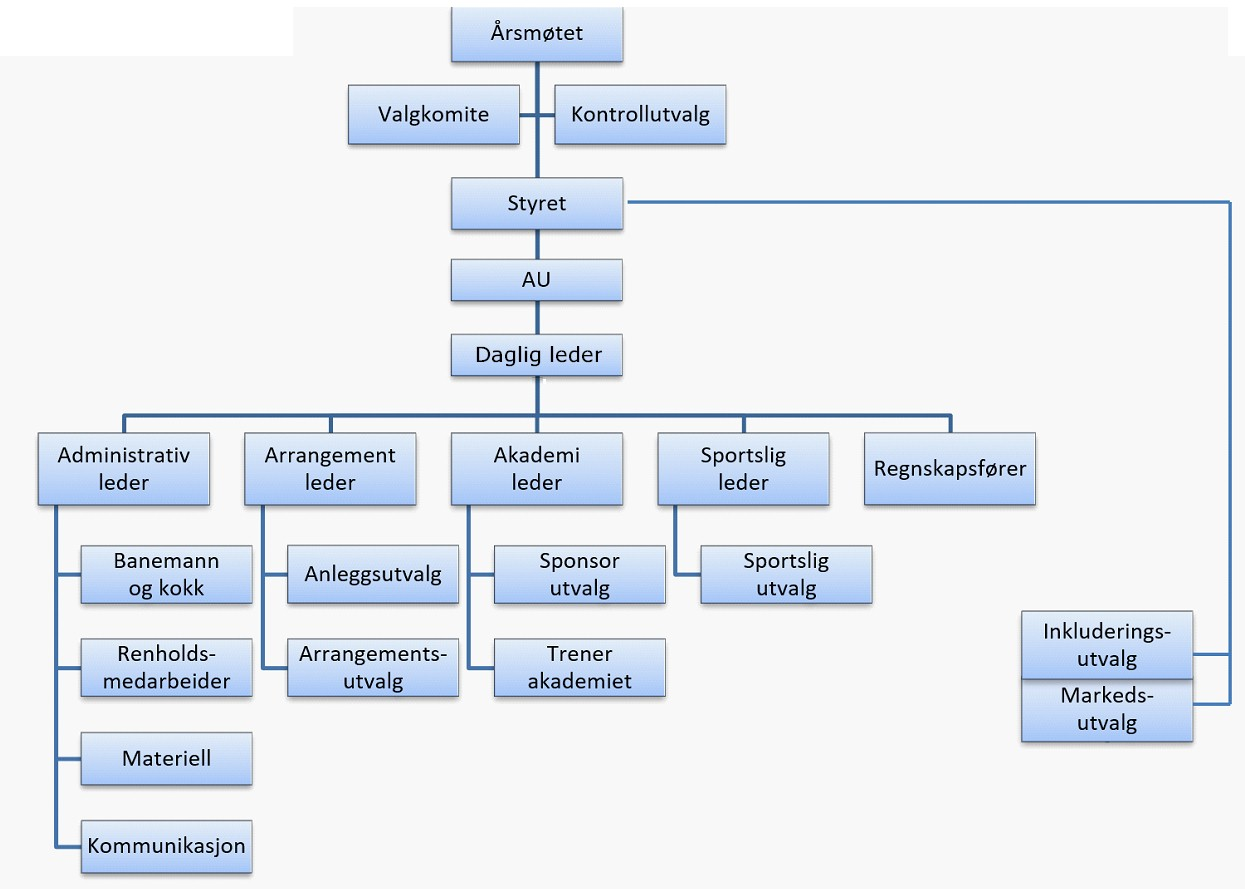 Årsmøtet
Valgkomite
Kontrollutvalg
Styret
AU
Daglig leder
Administrativ
leder
Arrangement
leder
Akademi
leder
Sportslig
leder
Regnskapsfører
Banemann
og kokk
Anleggsutvalg
Sponsor
utvalg
Sportslig
utvalg
Renholds-
medarbeider
Arrangements-
utvalg
Trener
akademiet
Inkluderings-
utvalg
Markeds-
utvalg
Materiell
Kommunikasjon